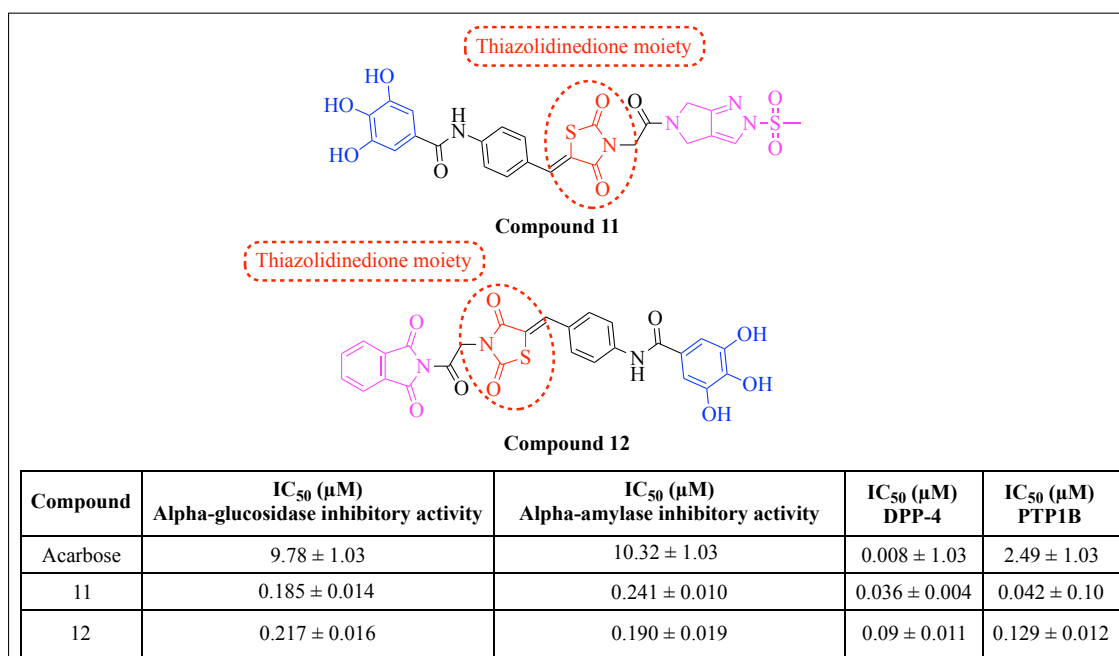 Thiazolidinedione moiety
HO
HO
HO
H
N
O
S
O
N
O
O
N
N
N
O
S
O
Compound 11
Thiazolidinedione moiety
O
O
N
O
O
N
O
O
S
N
H
O
OH
OH
OH
Compound 12
Compound | IC50 (µM) Alpha-glucosidase inhibitory activity | IC50 (µM) Alpha-amylase inhibitory activity | IC50 (µM) DPP-4 | IC50 (µM) PTP1B
Acarbose | 9.78 ± 1.03 | 10.32 ± 1.03 | 0.008 ± 1.03 | 2.49 ± 1.03
11 | 0.185 ± 0.014 | 0.241 ± 0.010 | 0.036 ± 0.004 | 0.042 ± 0.10
12 | 0.217 ± 0.016 | 0.190 ± 0.019 | 0.09 ± 0.011 | 0.129 ± 0.012